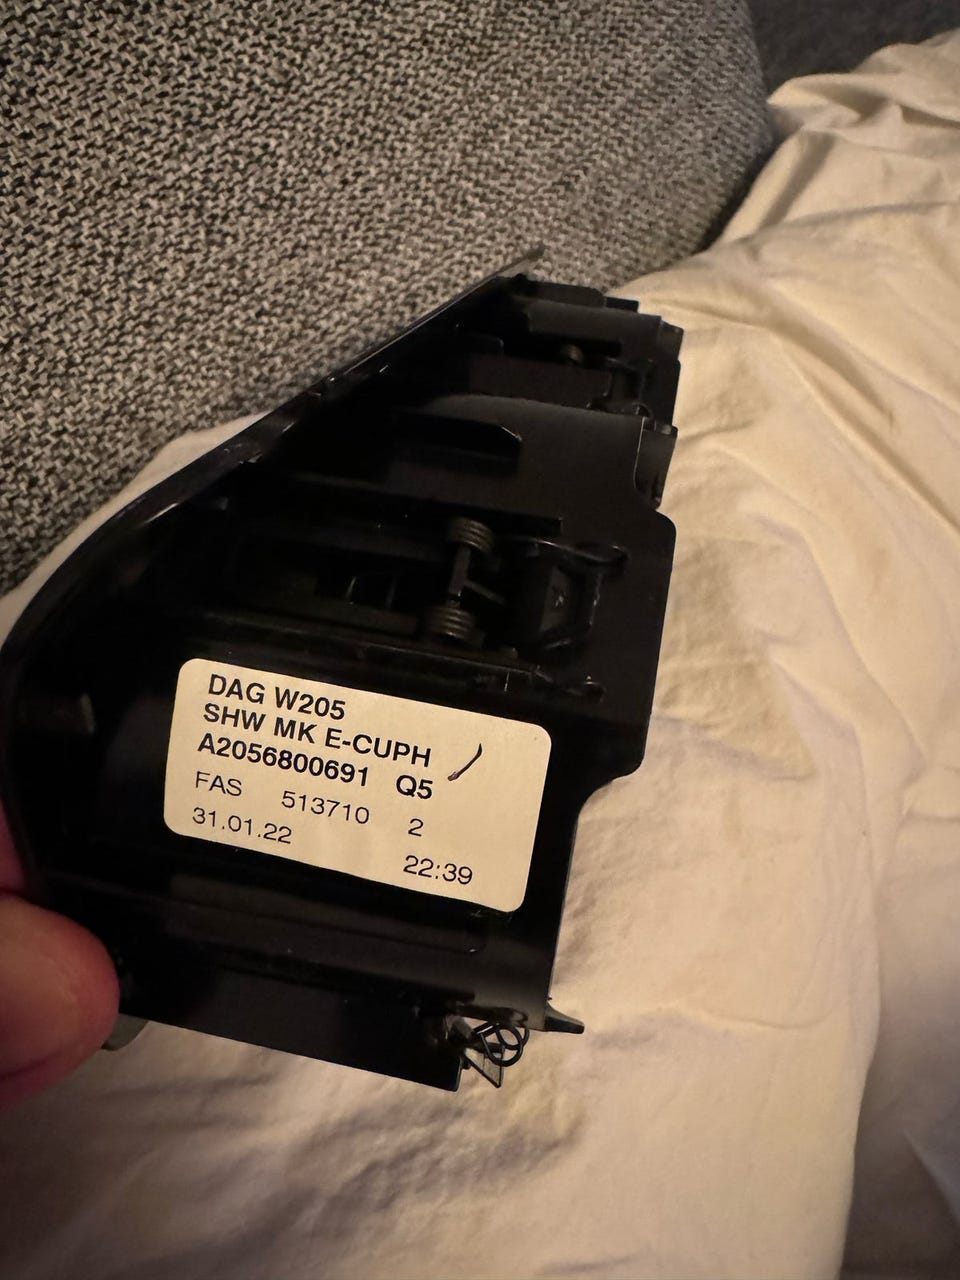 DAG W205
SHW MK E-CUPH
A2056800691 Q5
FAS 513710 2
31.01.22 22:39